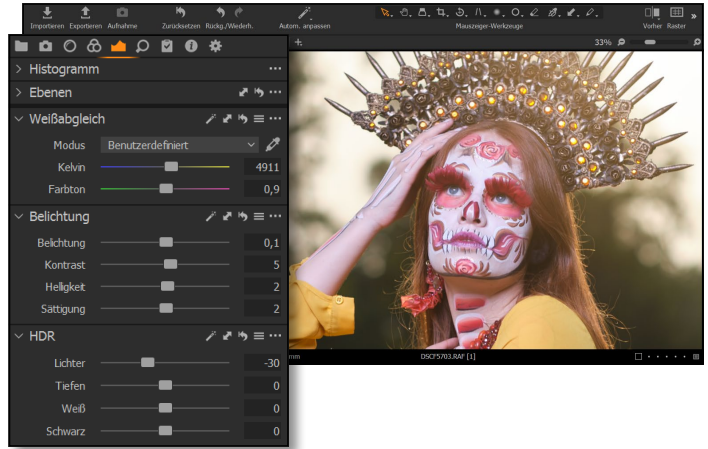 Importieren Exportieren Aufnahme Zurücksetzen Rückg./Wiederh. Autom. anpassen Mauszeiger-Werkzeuge Vorher Raster
33%
Histogramm
Ebenen
Weißabgleich
Modus Benutzerdefiniert
Kelvin 4911
Farbton 0,9
Belichtung
Belichtung 0,1
Kontrast 5
Helligkeit 2
Sättigung 2
HDR
Lichter -30
Tiefen 0
Weiß 0
Schwarz 0
mm DSCF5703.RAF [1]